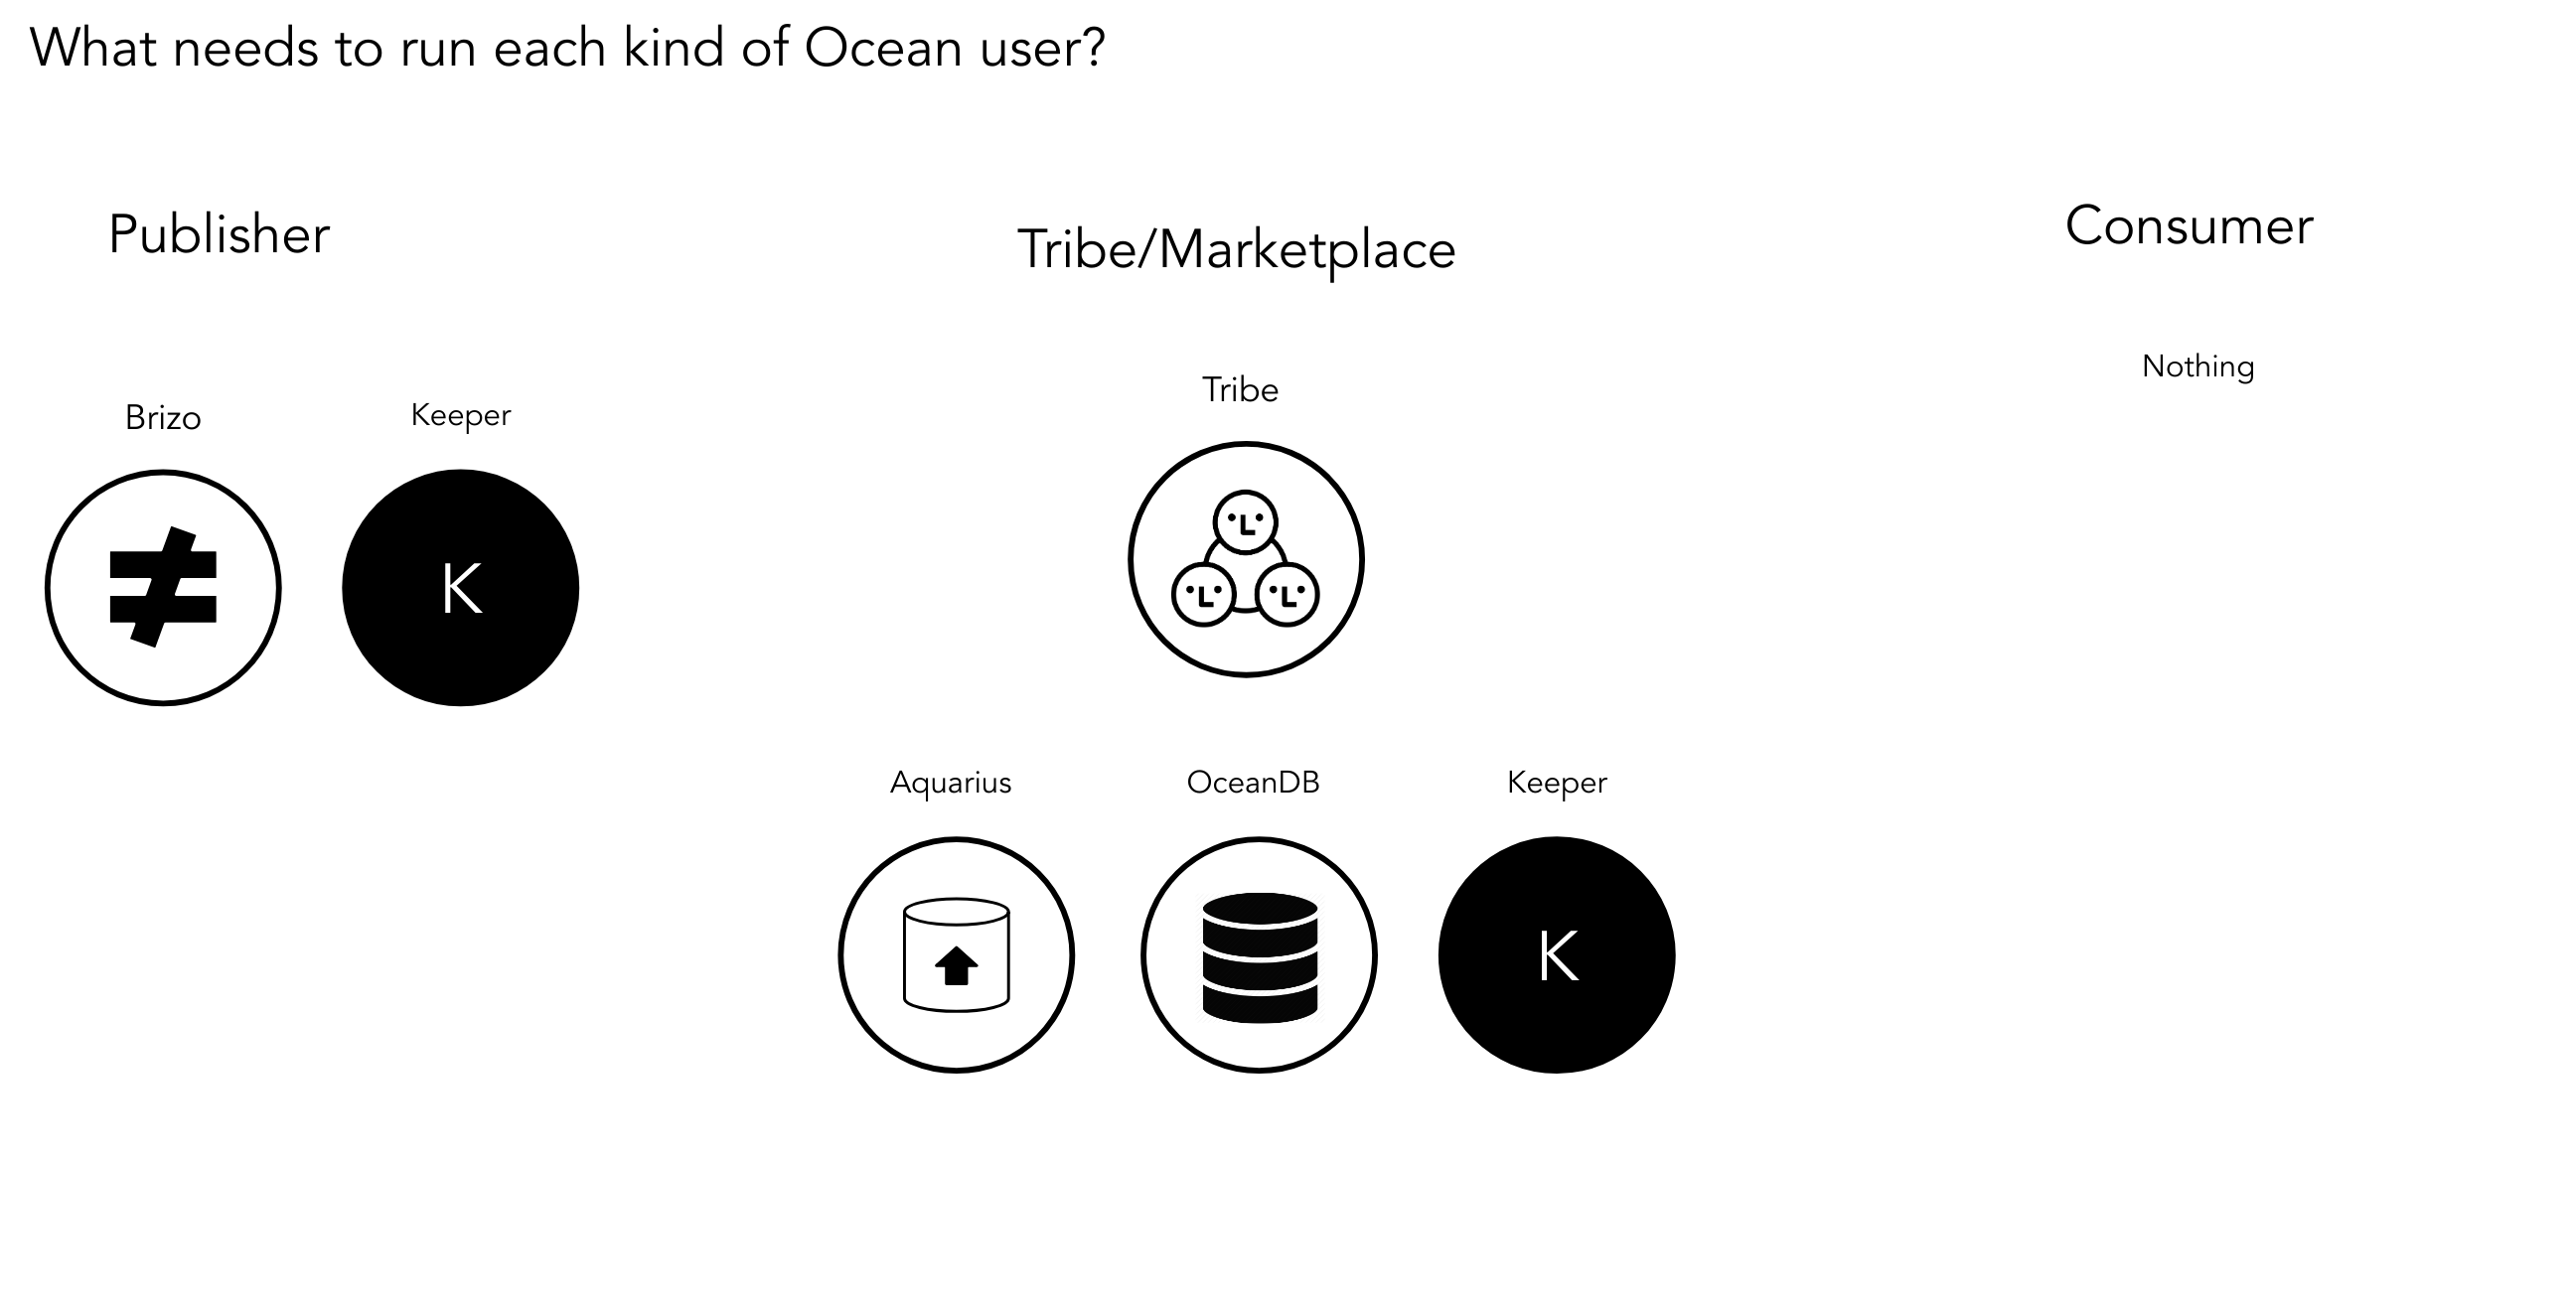 What needs to run each kind of Ocean user?
Publisher
Brizo
Keeper
K
Tribe/Marketplace
Tribe
Aquarius
OceanDB
Keeper
K
Consumer
Nothing